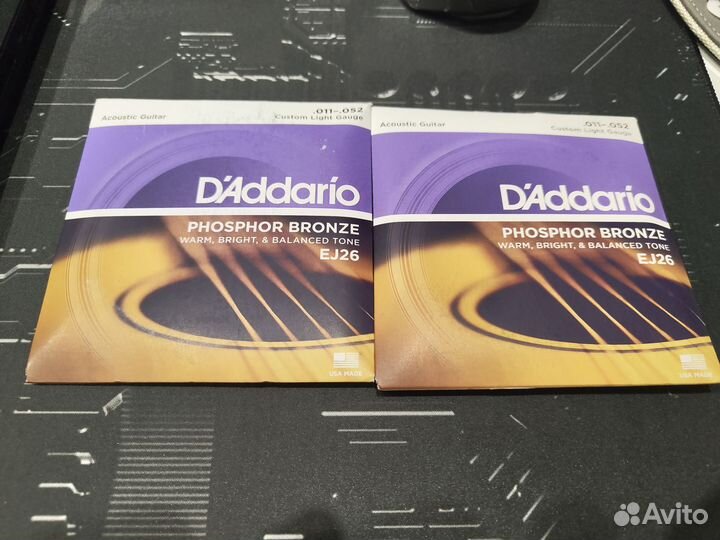 Acoustic Guitar
.011-.052
Custom Light Gauge
D'Addario
PHOSPHOR BRONZE
WARM, BRIGHT, & BALANCED TONE
EJ26
USA MADE
Acoustic Guitar
.011-.052
Custom Light Gauge
D'Addario
PHOSPHOR BRONZE
WARM, BRIGHT, & BALANCED TONE
EJ26
USA MADE
Avito